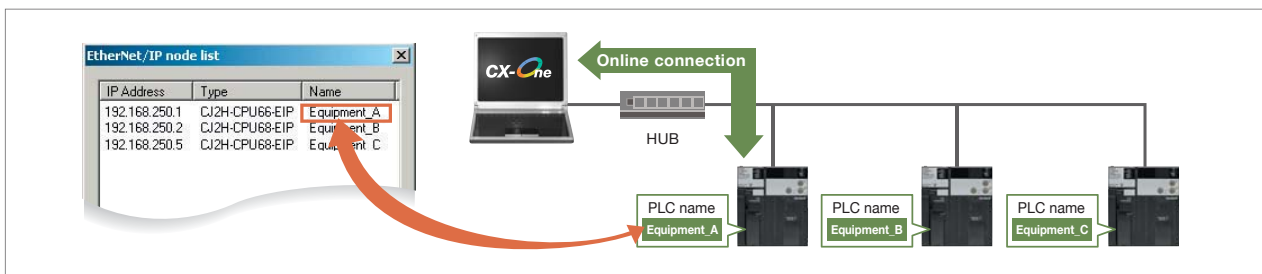 EtherNet/IP node list
IP Address Type Name
192.168.250.1 CJ2H-CPU66-EIP Equipment_A
192.168.250.2 CJ2H-CPU68-EIP Equipment_B
192.168.250.5 CJ2H-CPU68-EIP Equipment_C
CX-One
Online connection
HUB
PLC name
Equipment_A
PLC name
Equipment_B
PLC name
Equipment_C